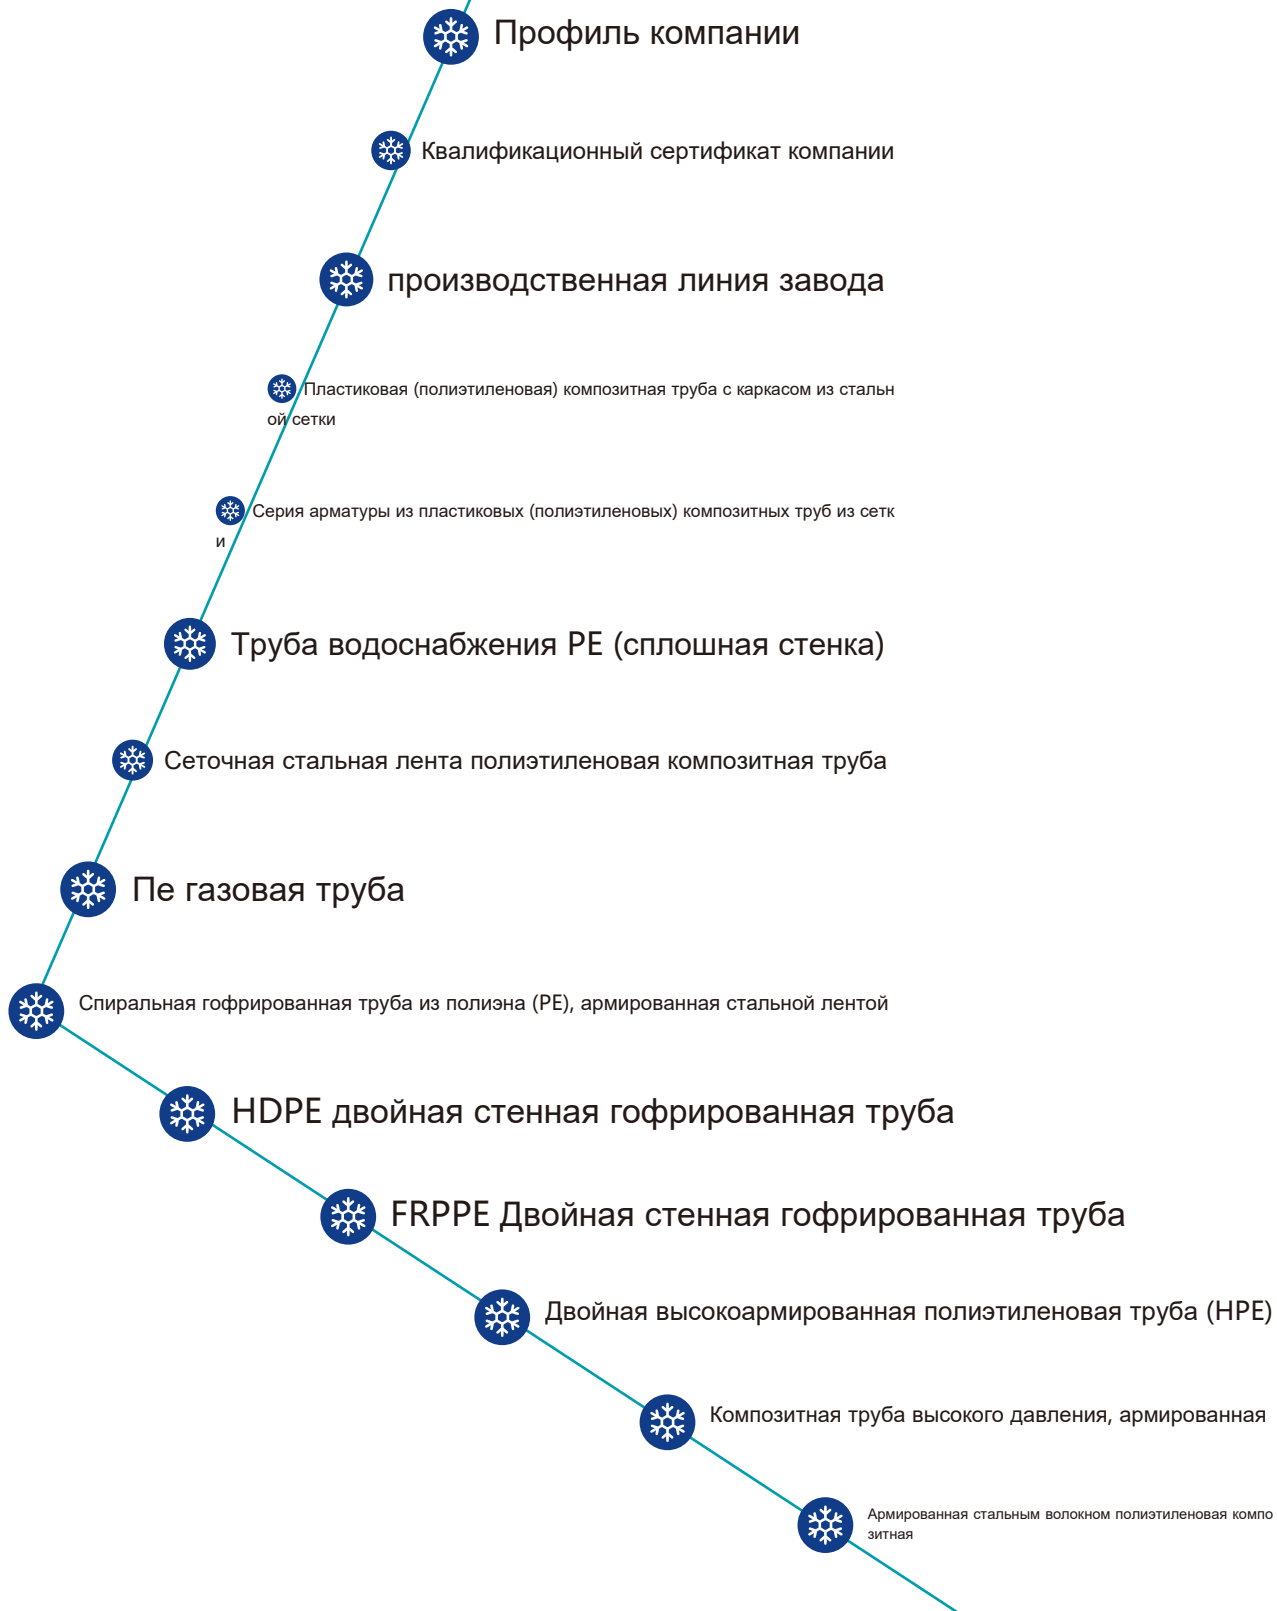 Профиль компании
Квалификационный сертификат компании
производственная линия завода
Пластиковая (полиэтиленовая) композитная труба с каркасом из стальн
ой сетки
Серия арматуры из пластиковых (полиэтиленовых) композитных труб из сетк
и
Труба водоснабжения PE (сплошная стенка)
Сеточная стальная лента полиэтиленовая композитная труба
Пе газовая труба
Спиральная гофрированная труба из полиэна (PE), армированная стальной лентой
HDPE двойная стенная гофрированная труба
FRPPE Двойная стенная гофрированная труба
Двойная высокоармированная полиэтиленовая труба (HPE)
Композитная труба высокого давления, армированная
Армированная стальным волокном полиэтиленовая компо
зитная